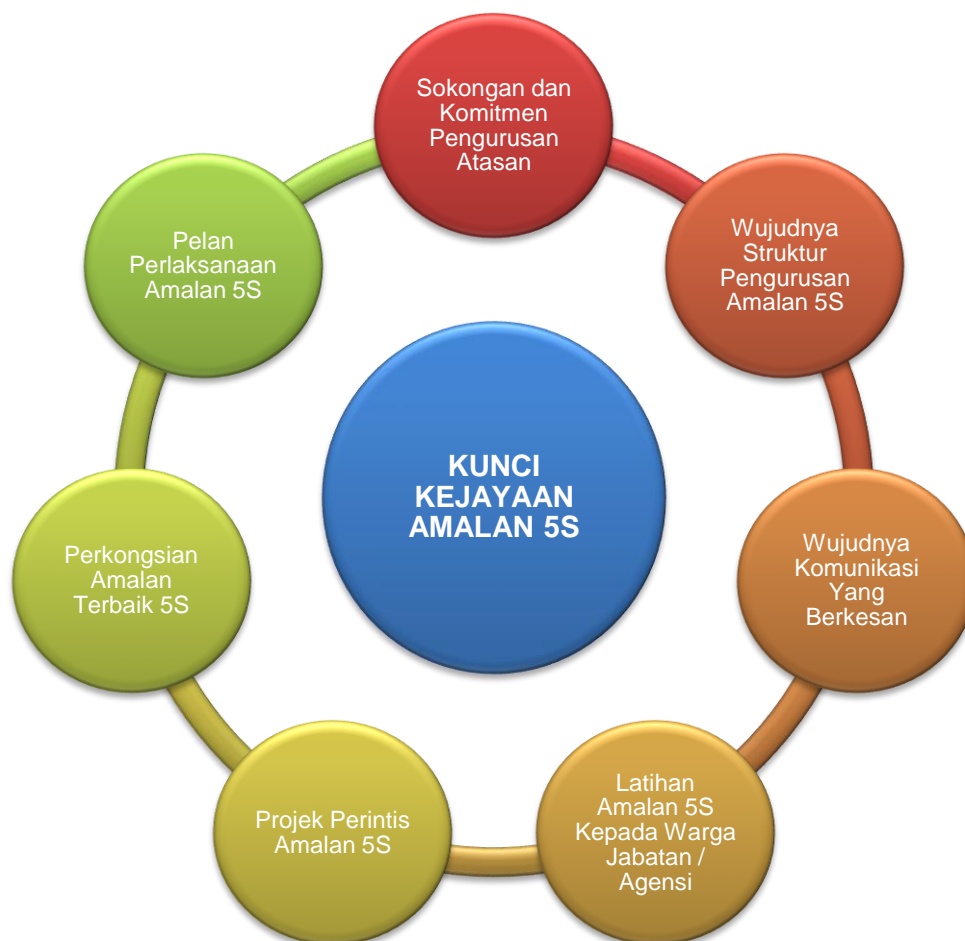 Sokongan dan
Komitmen
Pengurusan
Atasan
Wujudnya
Struktur
Pengurusan
Amalan 5S
Wujudnya
Komunikasi
Yang
Berkesan
Latihan
Amalan 5S
Kepada Warga
Jabatan /
Agensi
Projek Perintis
Amalan 5S
Perkongsian
Amalan
Terbaik 5S
Pelan
Perlaksanaan
Amalan 5S
KUNCI
KEJAYAAN
AMALAN 5S